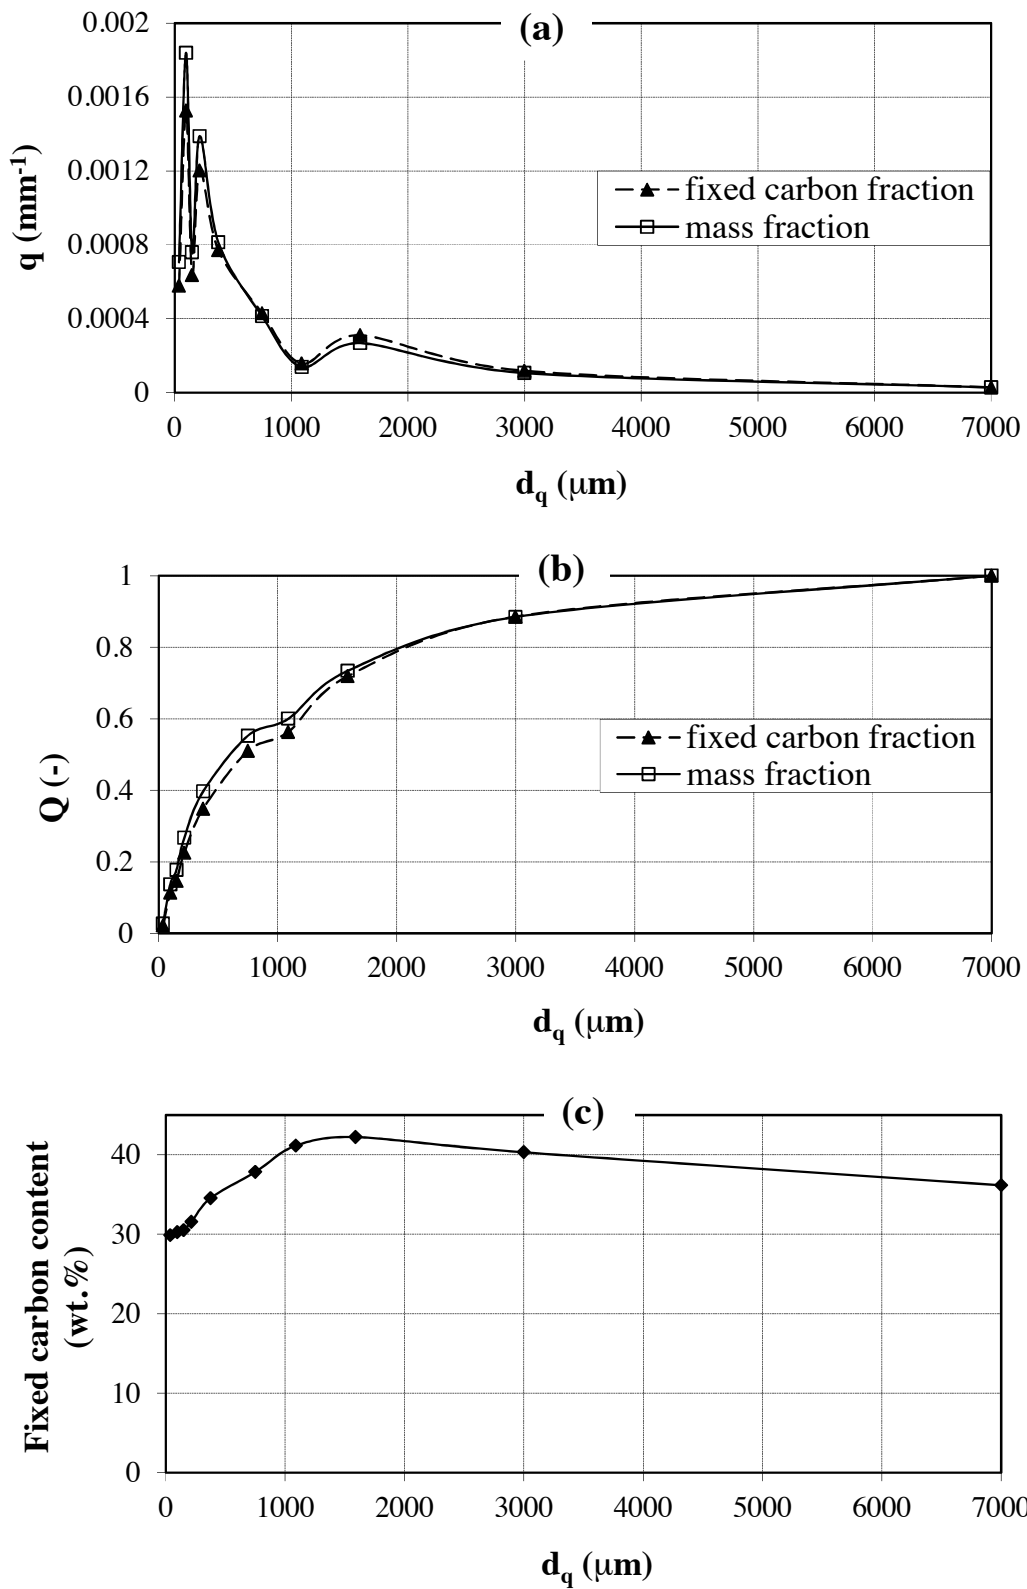 (a)
0.002
0.0016
0.0012
0.0008
0.0004
0
q (mm-1)
fixed carbon fraction
mass fraction
0 1000 2000 3000 4000 5000 6000 7000
dq (μm)
(b)
1
0.8
0.6
0.4
0.2
0
Q (-)
fixed carbon fraction
mass fraction
0 1000 2000 3000 4000 5000 6000 7000
dq (μm)
(c)
40
30
20
10
0
Fixed carbon content
(wt.%)
0 1000 2000 3000 4000 5000 6000 7000
dq (μm)